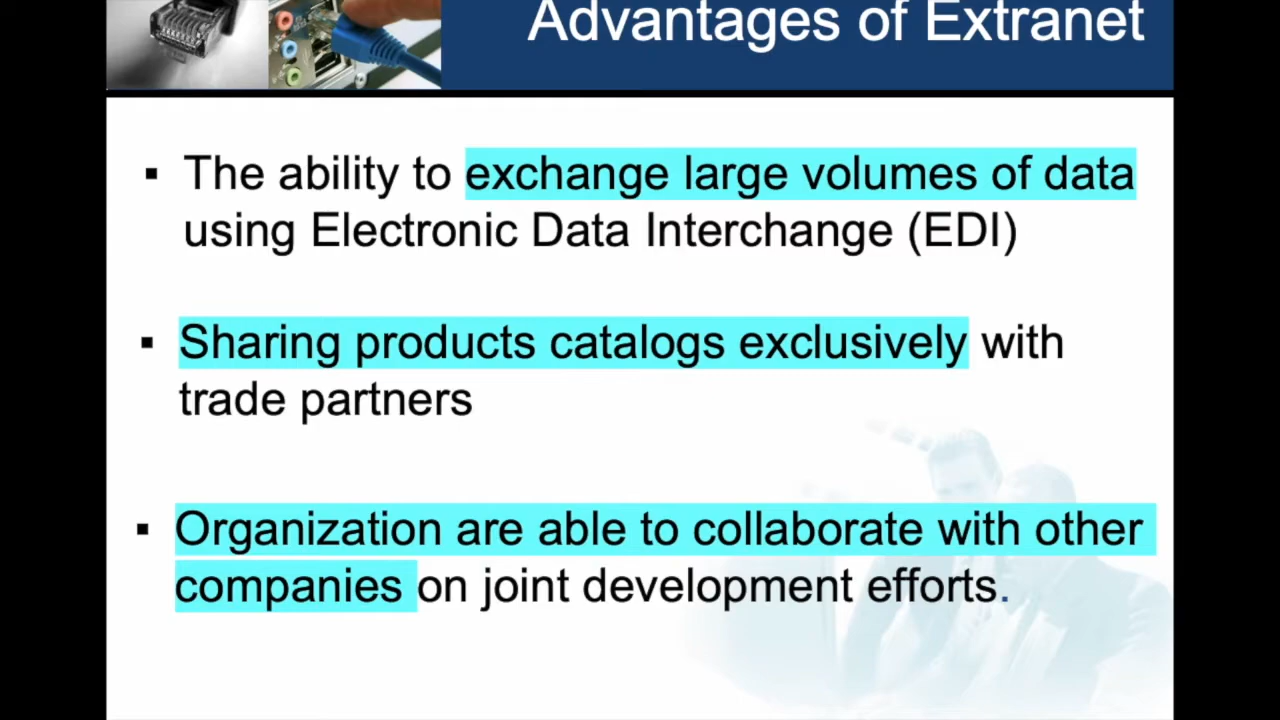 Advantages of Extranet
▪ The ability to exchange large volumes of data
using Electronic Data Interchange (EDI)
▪ Sharing products catalogs exclusively with
trade partners
▪ Organization are able to collaborate with other
companies on joint development efforts.